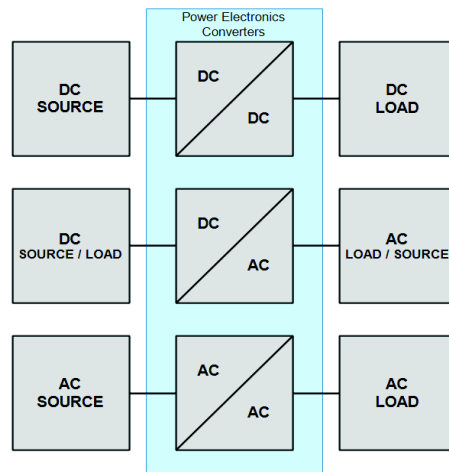 Power Electronics
Converters
DC
SOURCE
DC
DC
DC
LOAD
DC
SOURCE / LOAD
DC
AC
AC
LOAD / SOURCE
AC
SOURCE
AC
AC
AC
LOAD